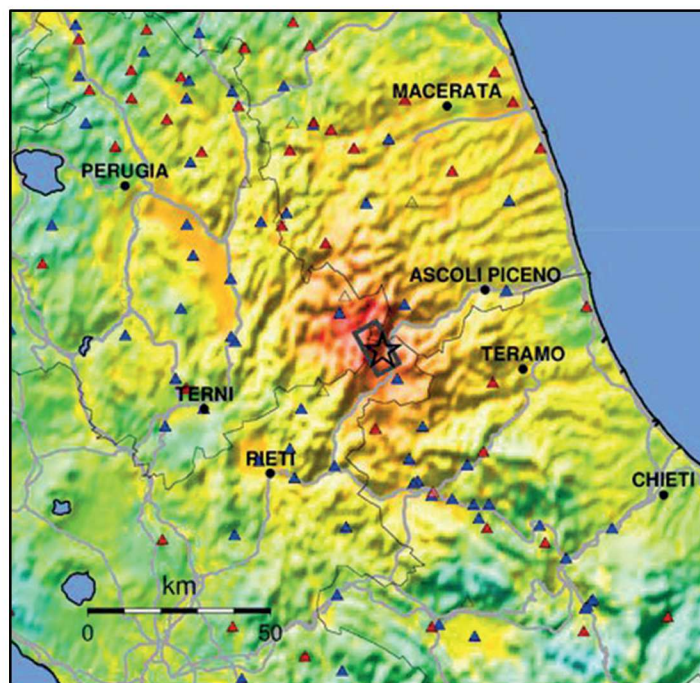 MACERATA
PERUGIA
ASCOLI PICENO
TERAMO
TERNI
RIETI
CHIETI
km
0 50